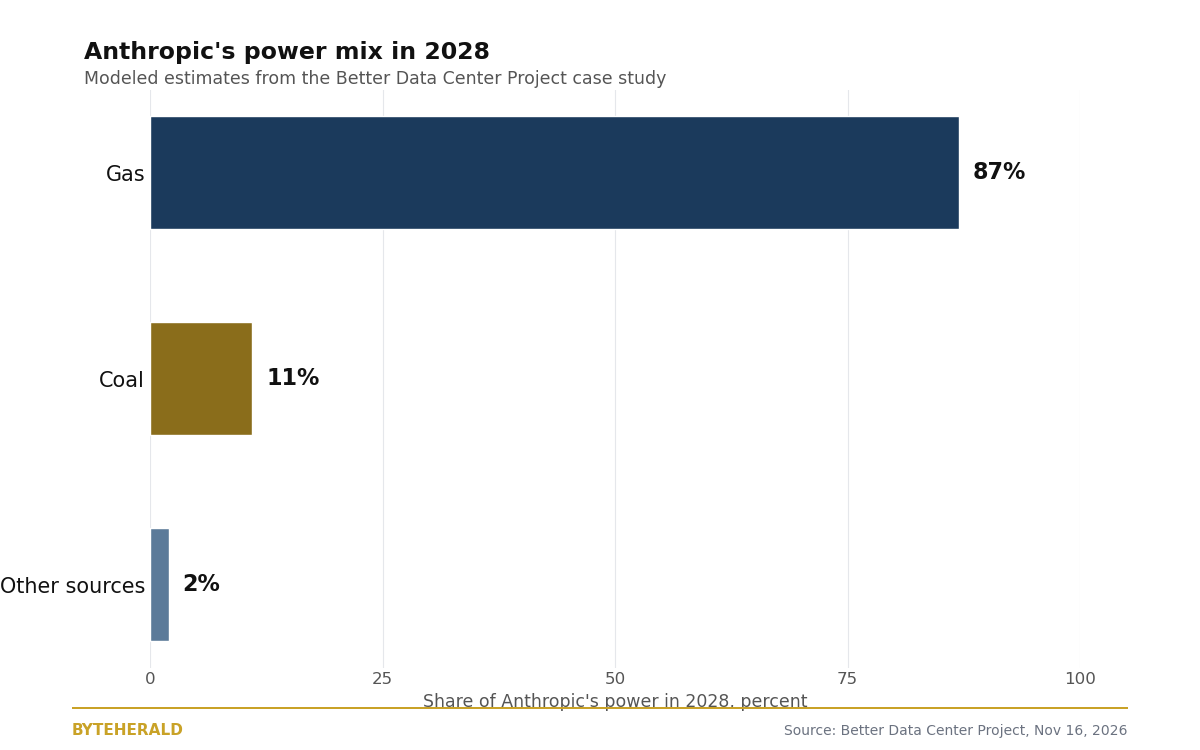 Anthropic's power mix in 2028
Modeled estimates from the Better Data Center Project case study
Gas
87%
Coal
11%
Other sources
2%
0 25 50 75 100
Share of Anthropic's power in 2028, percent
BYTEHERALD
Source: Better Data Center Project, Nov 16, 2026